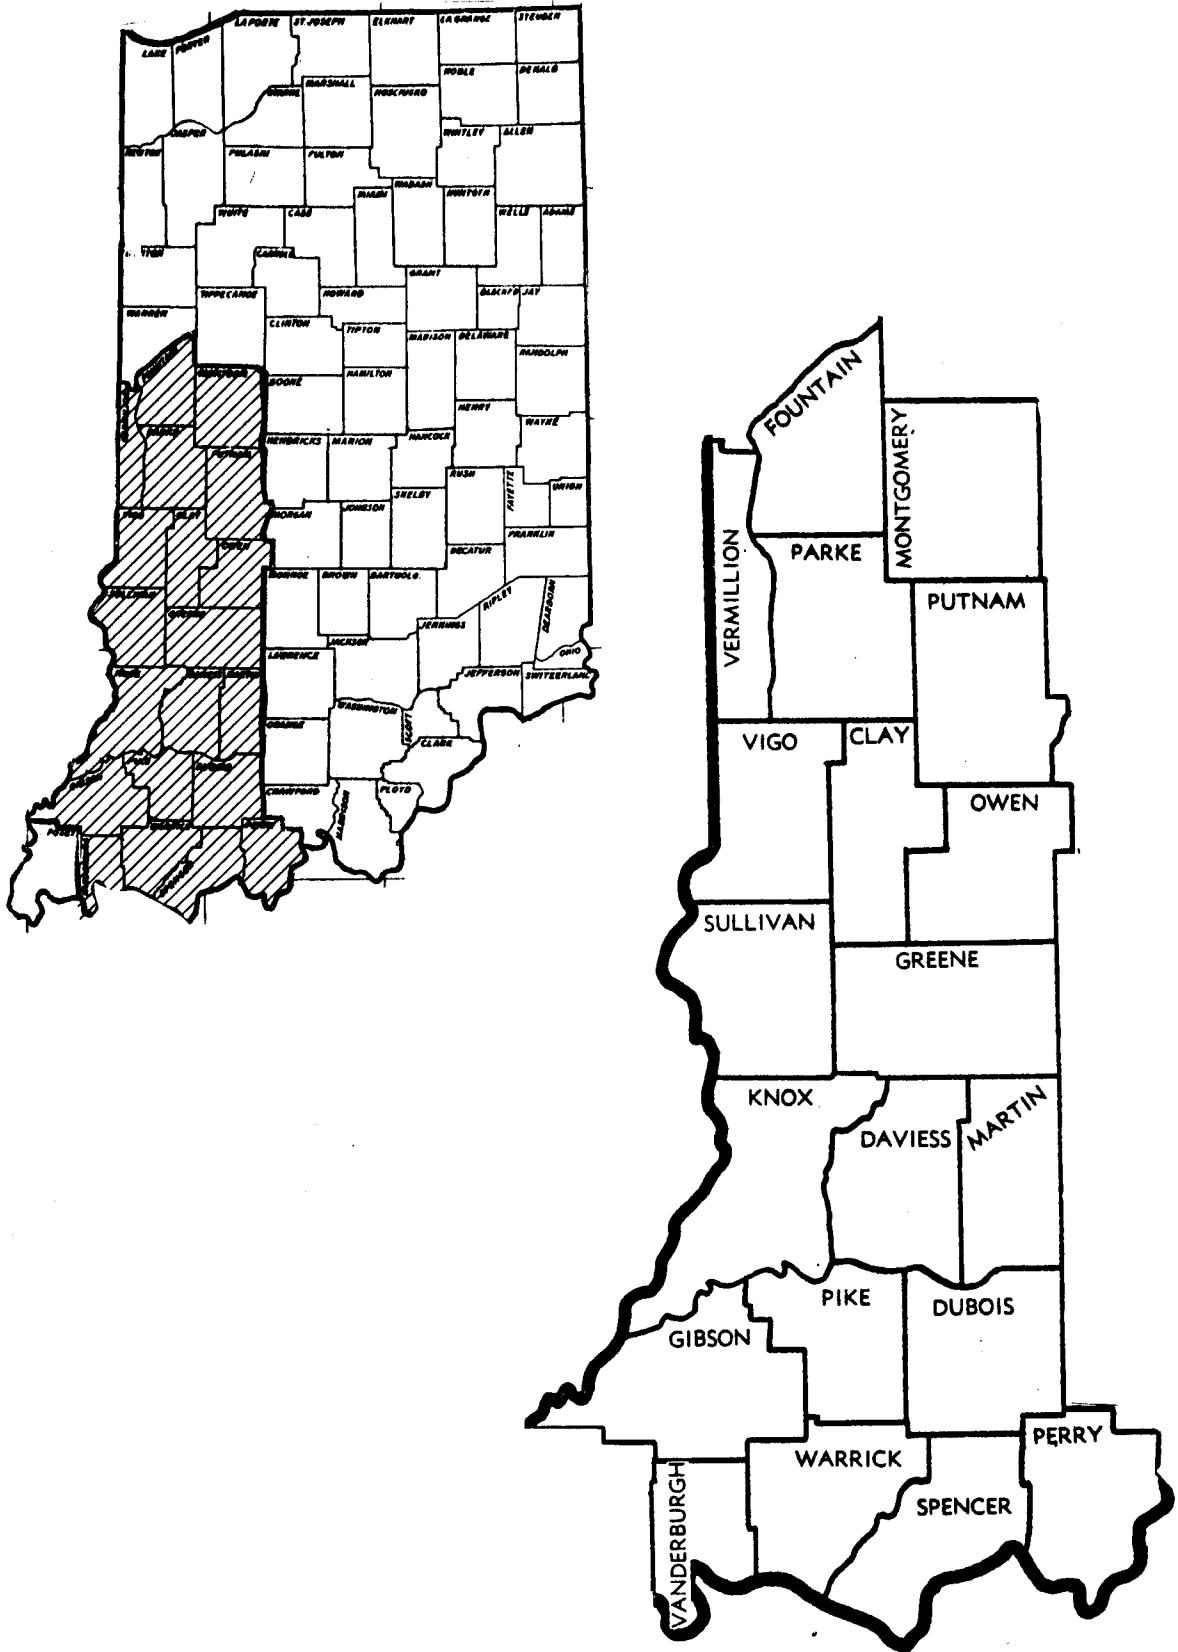 LAPORTE
ST. JOSEPH
ELKHART
LA GRANGE
STEUBEN
LAKE
PORTER
NOBLE
DE KALB
MARSHALL
KOSCIUSKO
WHITLEY
ALLEN
JASPER
NEWTON
PULASKI
FULTON
MIAMI
WABASH
WHITE
CASS
WELLS
ADAMS
CARROLL
GRANT
TIPPECANOE
HOWARD
BLACKF'D
JAY
WARREN
CLINTON
TIPTON
MADISON
DELAWARE
RANDOLPH
BOONE
HAMILTON
HENRY
WAYNE
HENDRICKS
MARION
HANCOCK
RUSH
FAYETTE
UNION
SHELBY
MORGAN
JOHNSON
FRANKLIN
DECATUR
MONROE
BROWN
BARTHOLO.
RIPLEY
DEARBORN
JENNINGS
JACKSON
OHIO
LAWRENCE
JEFFERSON
SWITZERLAND
WASHINGTON
SCOTT
ORANGE
CLARK
CRAWFORD
HARRISON
FLOYD
POSEY
SPENCER
FOUNTAIN
MONTGOMERY
VERMILLION
PARKE
PUTNAM
VIGO
CLAY
OWEN
SULLIVAN
GREENE
KNOX
DAVIESS
MARTIN
PIKE
DUBOIS
GIBSON
PERRY
WARRICK
SPENCER
VANDERBURGH